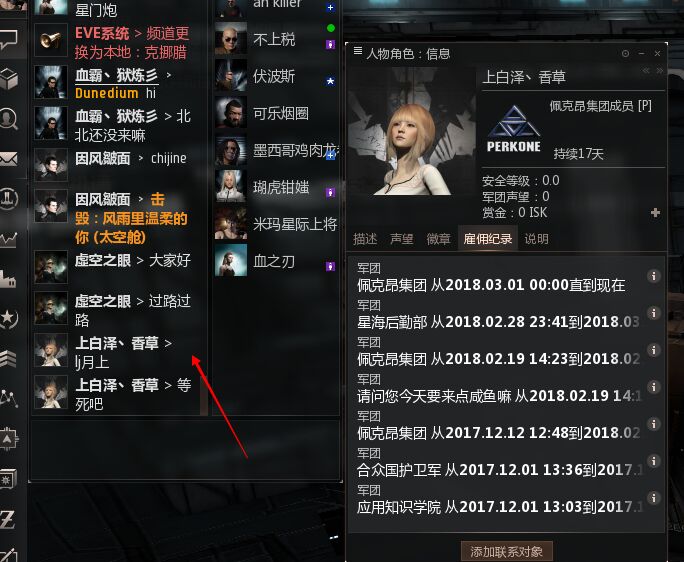 星门炮
EVE系统 > 频道更
换为本地：克挪腊
血霸、狱炼彡 >
Dunedium hi
血霸、狱炼彡 > 北
北还没来嘛
因风皺面 > chijine
因风皺面 > 击
毁：风雨里温柔的
你 (太空舱)
虚空之眼 > 大家好
虚空之眼 > 过路过
路
上白泽、香草 >
lj月上
上白泽、香草 > 等
死吧
an killer
不上税
伏波斯
可乐烟圈
墨西哥鸡肉龙
瑚虎钳嗤
米玛星际上将
血之刃
人物角色：信息
上白泽、香草
佩克昂集团成员 [P]
PERKONE
持续17天
安全等级：0.0
军团声望：0
赏金：0 ISK
描述 声望 徽章 雇佣纪录 说明
军团
佩克昂集团 从2018.03.01 00:00直到现在
军团
星海后勤部 从2018.02.28 23:41到2018.03
军团
佩克昂集团 从2018.02.19 14:23到2018.02
军团
请问您今天要来点咸鱼嘛 从2018.02.19 14:1
军团
佩克昂集团 从2017.12.12 12:48到2018.02
军团
合众国护卫军 从2017.12.01 13:36到2017.1
军团
应用知识学院 从2017.12.01 13:03到2017.1
添加联系对象